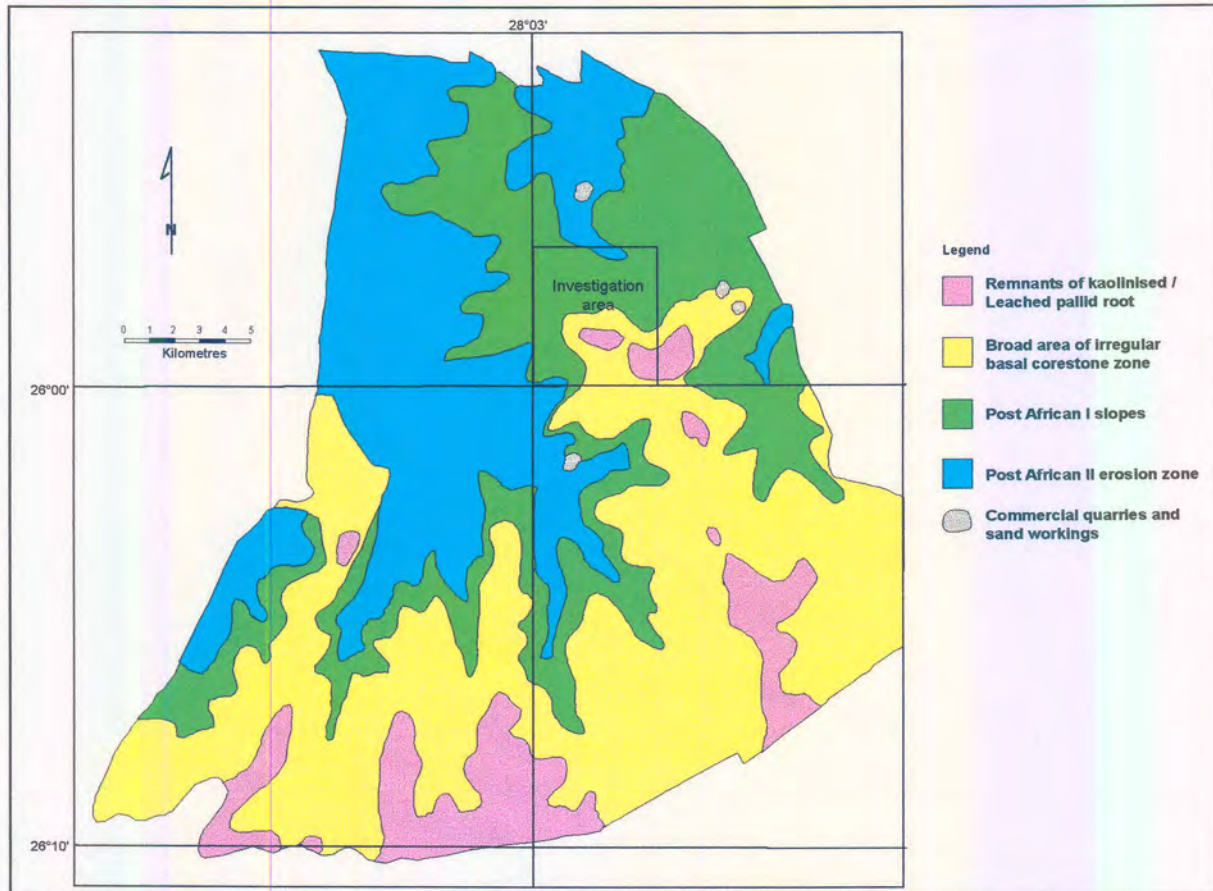 28°03'
N
0 1 2 3 4 5
Kilometres
26°00'
26°10'
Investigation
area
Legend
Remnants of kaolinised /
Leached pallid root
Broad area of irregular
basal corestone zone
Post African I slopes
Post African II erosion zone
Commercial quarries and
sand workings